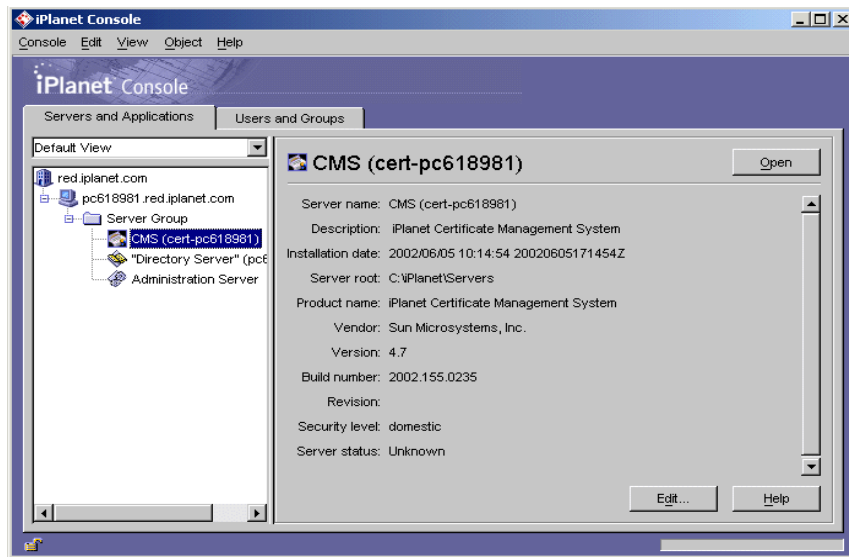 iPlanet Console
Console Edit View Object Help
iPlanet Console
Servers and Applications
Users and Groups
Default View
red.iplanet.com
pc618981.red.iplanet.com
Server Group
CMS (cert-pc618981)
"Directory Server" (pc6
Administration Server
CMS (cert-pc618981)
Open
Server name: CMS (cert-pc618981)
Description: iPlanet Certificate Management System
Installation date: 2002/06/05 10:14:54 20020605171454Z
Server root: C:\iPlanet\Servers
Product name: iPlanet Certificate Management System
Vendor: Sun Microsystems, Inc.
Version: 4.7
Build number: 2002.155.0235
Revision:
Security level: domestic
Server status: Unknown
Edit...
Help